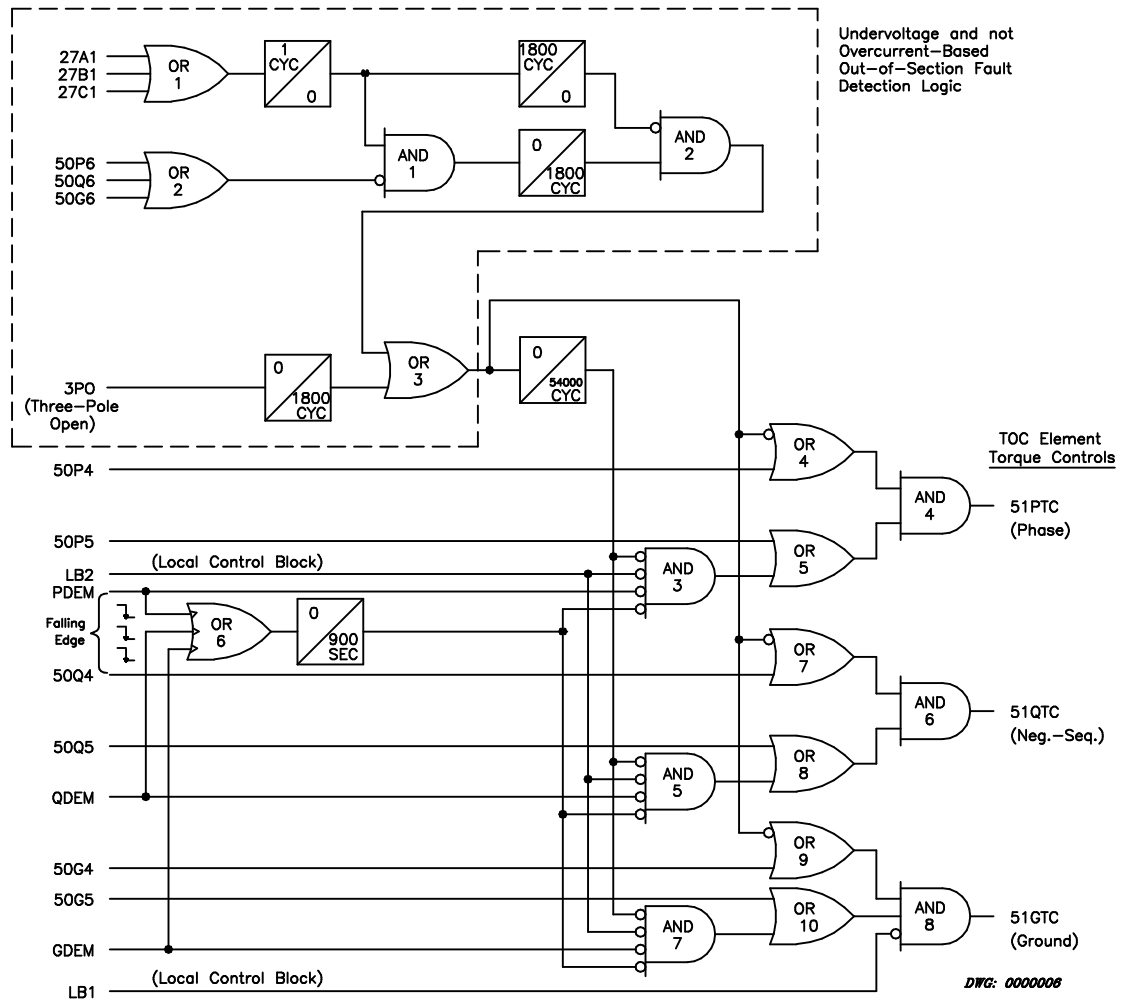 Undervoltage and not
Overcurrent-Based
Out-of-Section Fault
Detection Logic
27A1
27B1
27C1
OR
1
1
CYC
0
1800
CYC
0
AND
2
50P6
50Q6
50G6
OR
2
AND
1
0
1800
CYC
3PO
(Three-Pole
Open)
0
1800
CYC
OR
3
0
54000
CYC
TOC Element
Torque Controls
50P4
OR
4
AND
4
51PTC
(Phase)
50P5
OR
5
LB2
(Local Control Block)
AND
3
PDEM
Falling
Edge
OR
6
0
900
SEC
50Q4
OR
7
AND
6
51QTC
(Neg.-Seq.)
50Q5
OR
8
AND
5
QDEM
OR
9
50G4
50G5
OR
10
AND
8
51GTC
(Ground)
AND
7
GDEM
(Local Control Block)
LB1
DWG: 0000006